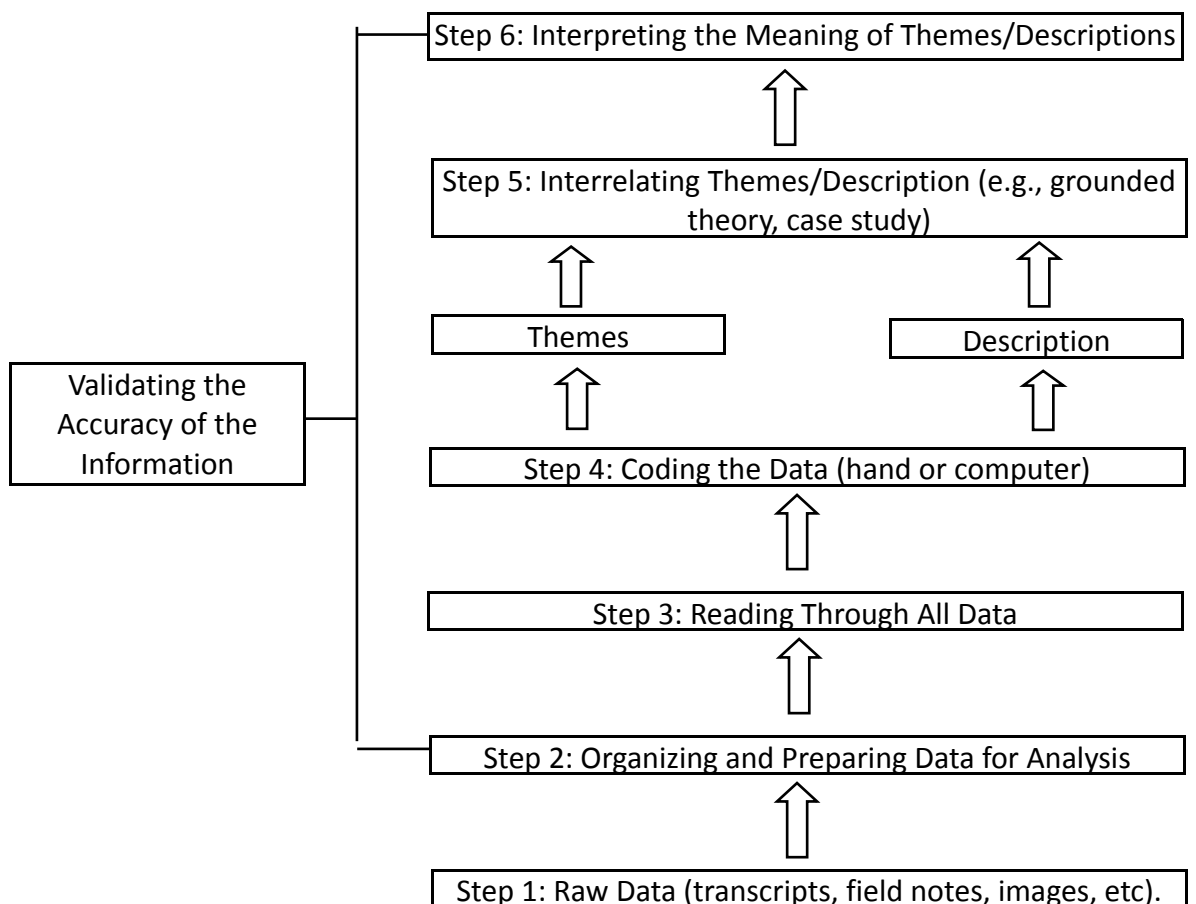 Step 6: Interpreting the Meaning of Themes/Descriptions
Step 5: Interrelating Themes/Description (e.g., grounded
theory, case study)
Themes
Description
Validating the
Accuracy of the
Information
Step 4: Coding the Data (hand or computer)
Step 3: Reading Through All Data
Step 2: Organizing and Preparing Data for Analysis
Step 1: Raw Data (transcripts, field notes, images, etc).